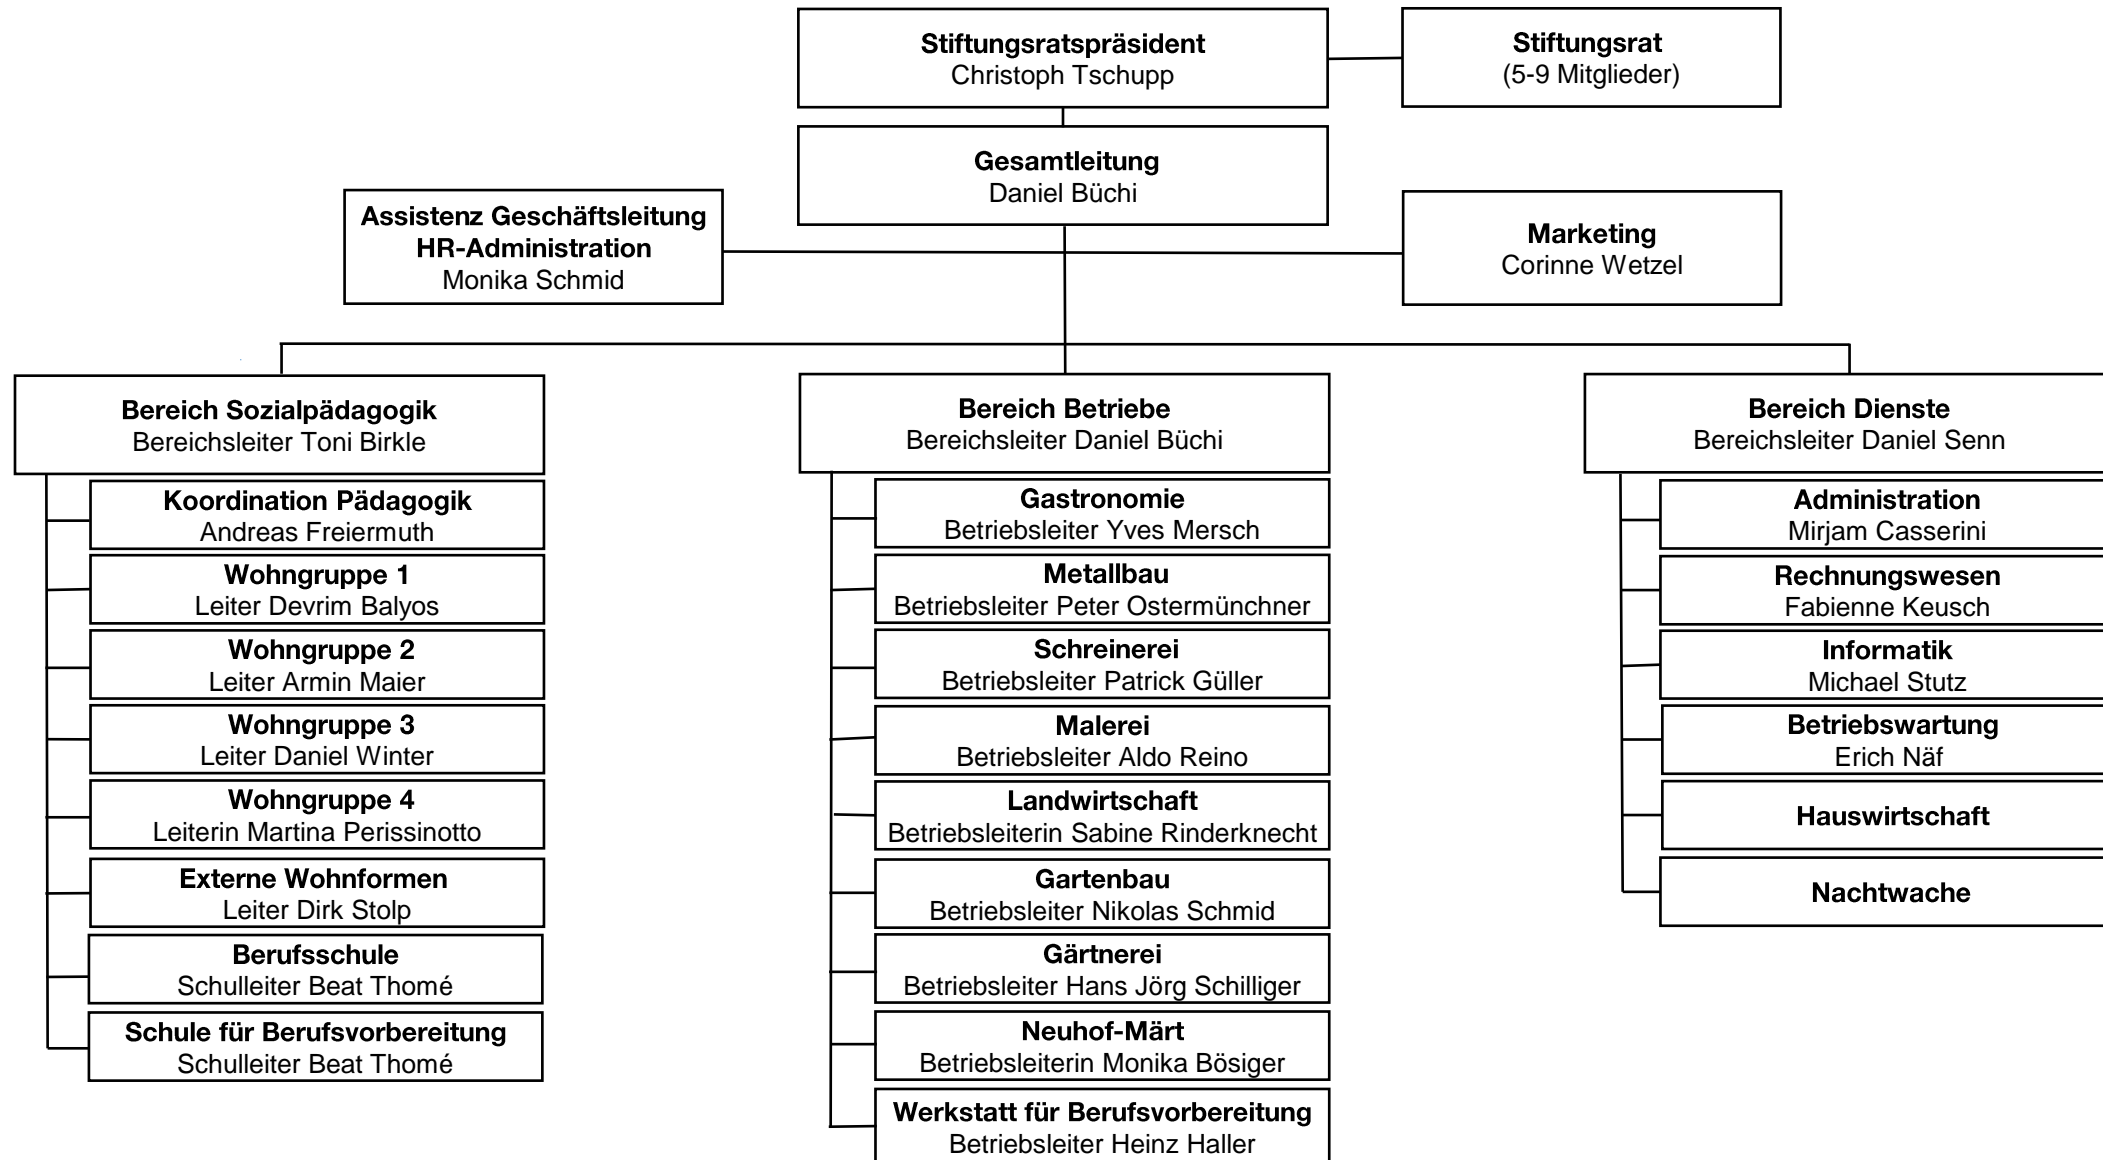 Stiftungsratspräsident
Christoph Tschupp
Stiftungsrat
(5-9 Mitglieder)
Gesamtleitung
Daniel Büchi
Assistenz Geschäftsleitung
HR-Administration
Monika Schmid
Marketing
Corinne Wetzel
Bereich Sozialpädagogik
Bereichsleiter Toni Birkle
Koordination Pädagogik
Andreas Freiermuth
Wohngruppe 1
Leiter Devrim Balyos
Wohngruppe 2
Leiter Armin Maier
Wohngruppe 3
Leiter Daniel Winter
Wohngruppe 4
Leiterin Martina Perissinotto
Externe Wohnformen
Leiter Dirk Stolp
Berufsschule
Schulleiter Beat Thomé
Schule für Berufsvorbereitung
Schulleiter Beat Thomé
Bereich Betriebe
Bereichsleiter Daniel Büchi
Gastronomie
Betriebsleiter Yves Mersch
Metallbau
Betriebsleiter Peter Ostermünchner
Schreinerei
Betriebsleiter Patrick Güller
Malerei
Betriebsleiter Aldo Reino
Landwirtschaft
Betriebsleiterin Sabine Rinderknecht
Gartenbau
Betriebsleiter Nikolas Schmid
Gärtnerei
Betriebsleiter Hans Jörg Schilliger
Neuhof-Märt
Betriebsleiterin Monika Bösiger
Werkstatt für Berufsvorbereitung
Betriebsleiter Heinz Haller
Bereich Dienste
Bereichsleiter Daniel Senn
Administration
Mirjam Casserini
Rechnungswesen
Fabienne Keusch
Informatik
Michael Stutz
Betriebswartung
Erich Näf
Hauswirtschaft
Nachtwache